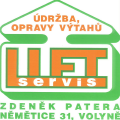 ÚDRŽBA,
OPRAVY VÝTAHŮ
LIFT
servis
ZDENĚK PATERA
NĚMĚTICE 31, VOLYNĚ